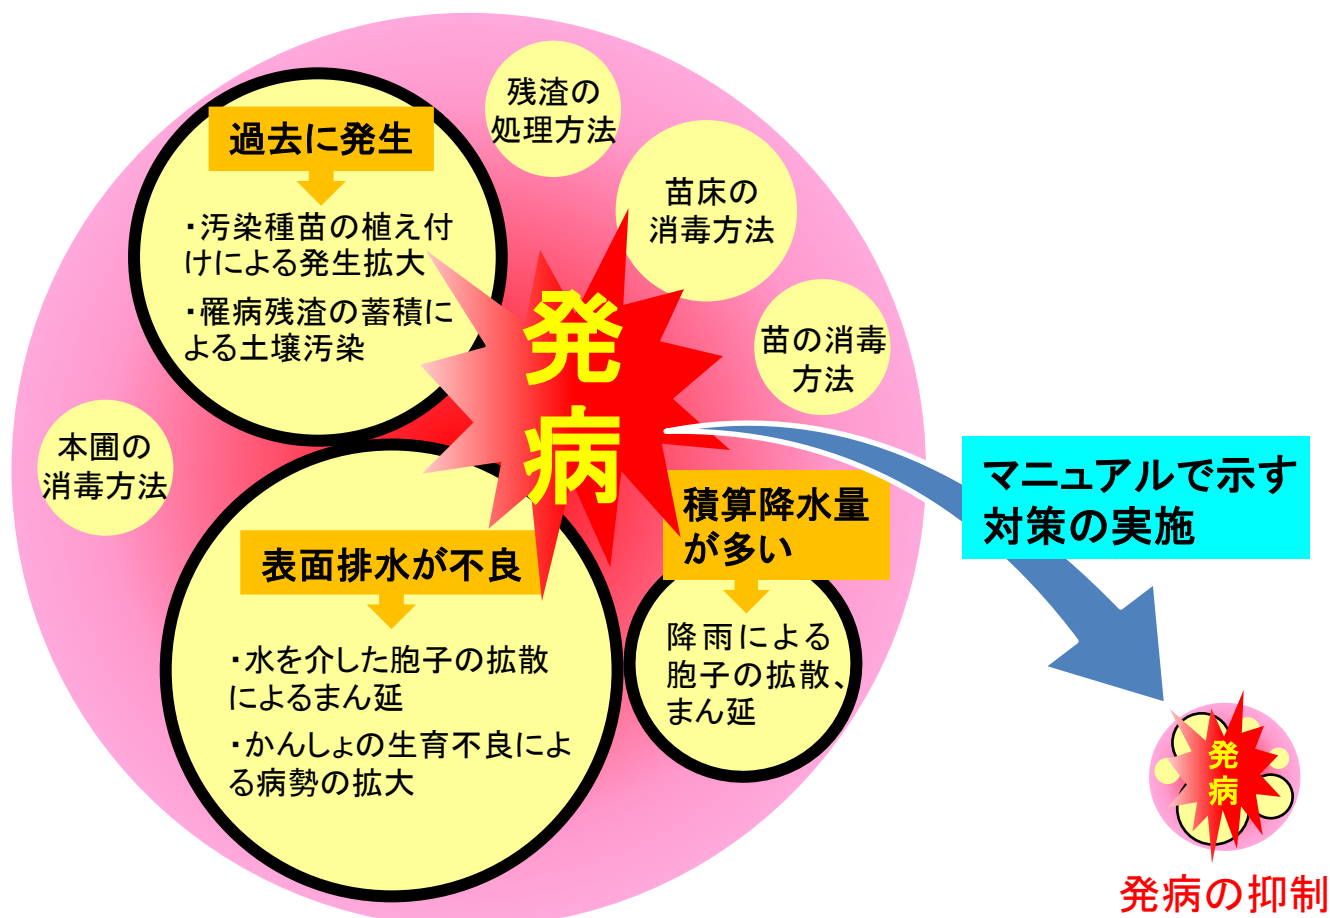 残渣の
処理方法
過去に発生
・汚染種苗の植え付
けによる発生拡大
・罹病残渣の蓄積に
よる土壌汚染
苗床の
消毒方法
苗の消毒
方法
発
病
本圃の
消毒方法
表面排水が不良
・水を介した胞子の拡散
によるまん延
・かんしょの生育不良によ
る病勢の拡大
積算降水量
が多い
降雨による
胞子の拡散、
まん延
マニュアルで示す
対策の実施
発
病
発病の抑制